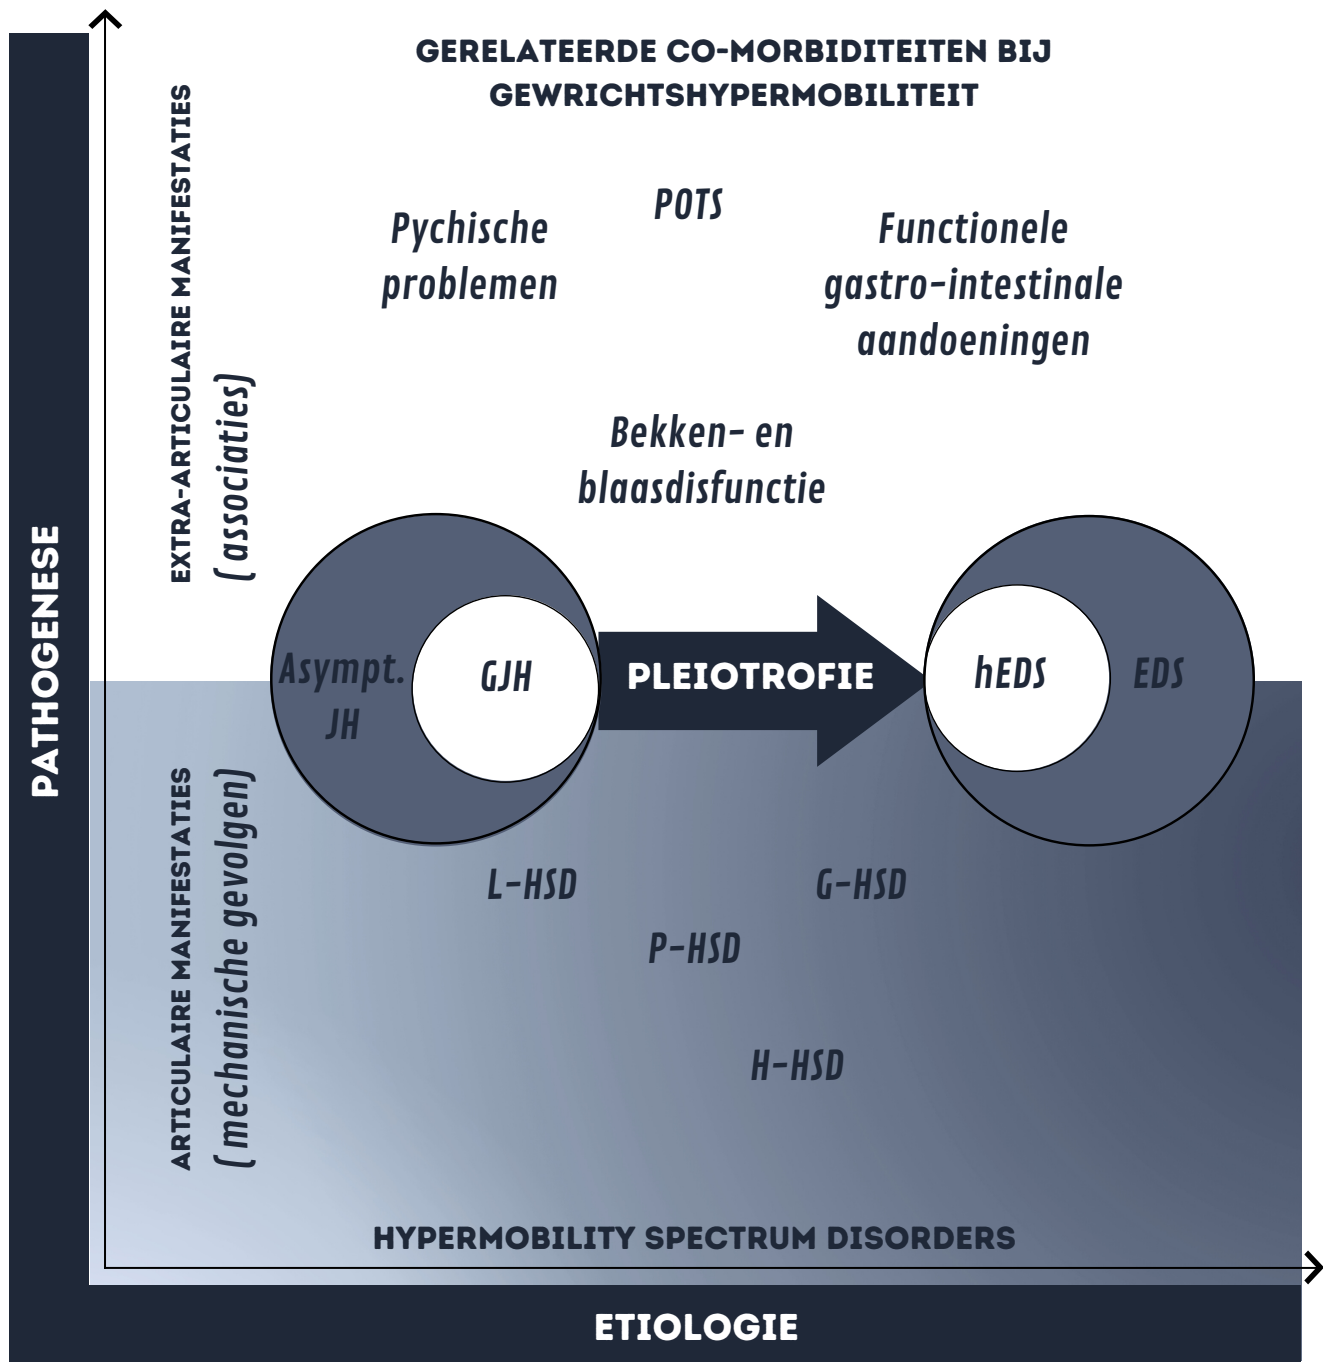 GERELATEERDE CO-MORBIDITEITEN BIJ
GEWRICHTSHYPERMOBILITEIT
PATHOGENESE
EXTRA-ARTICULAIRE MANIFESTATIES
(associaties)
POTS
Pychische
problemen
Functionele
gastro-intestinale
aandoeningen
Bekken- en
blaasdisfunctie
Asympt.
JH
GJH
PLEIOTROFIE
hEDS
EDS
ARTICULAIRE MANIFESTATIES
(mechanische gevolgen)
L-HSD
G-HSD
P-HSD
H-HSD
HYPERMOBILITY SPECTRUM DISORDERS
ETIOLOGIE